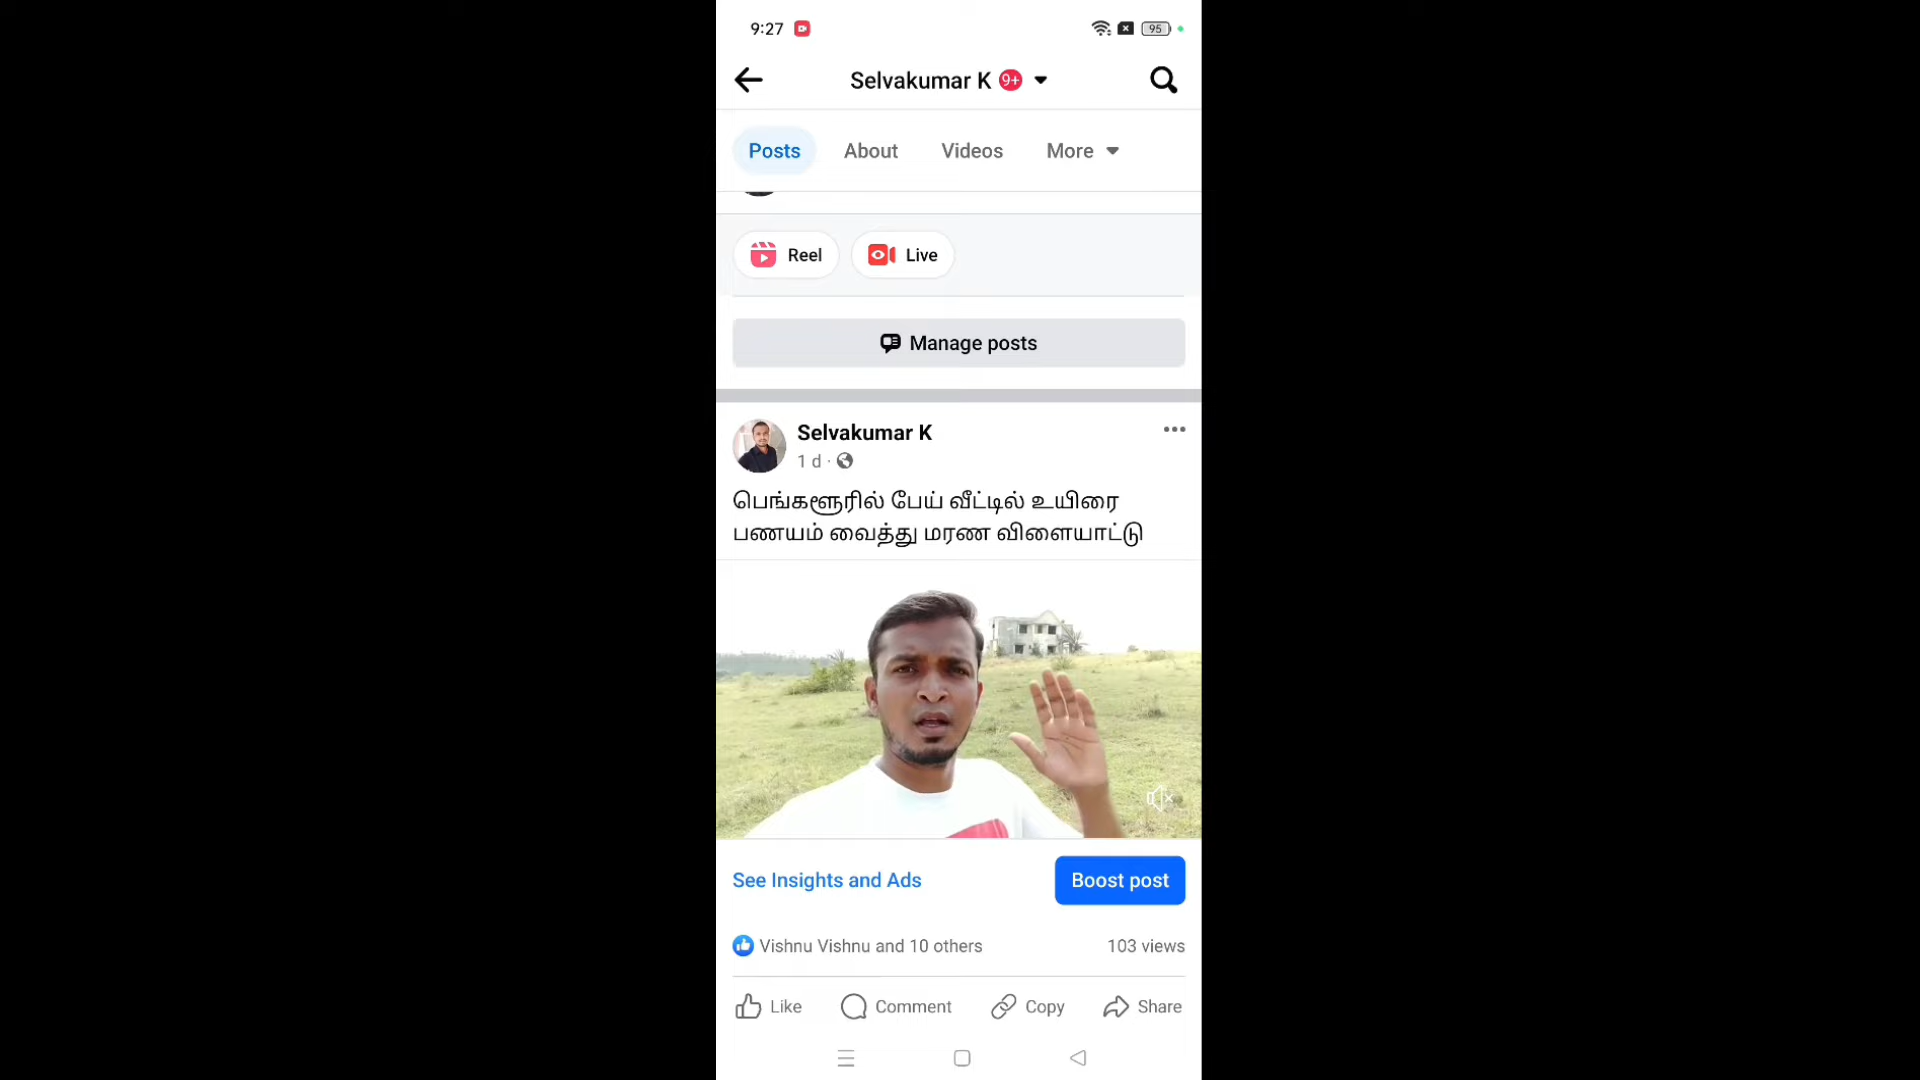 9:27
95
Selvakumar K 9+
Posts About Videos More
Reel Live
Manage posts
Selvakumar K
1 d ·
பெங்களூரில் பேய் வீட்டில் உயிரை
பணயம் வைத்து மரண விளையாட்டு
See Insights and Ads Boost post
Vishnu Vishnu and 10 others 103 views
Like Comment Copy Share